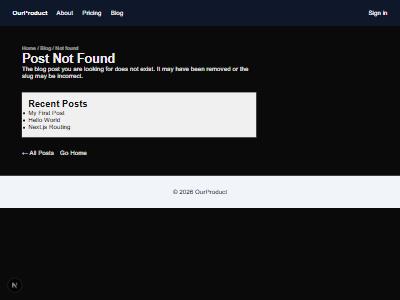 OurProduct About Pricing Blog Sign in
Home / Blog / Not found
Post Not Found
The blog post you are looking for does not exist. It may have been removed or the
slug may be incorrect.
Recent Posts
My First Post
Hello World
Next.js Routing
← All Posts Go Home
© 2026 OurProduct
N